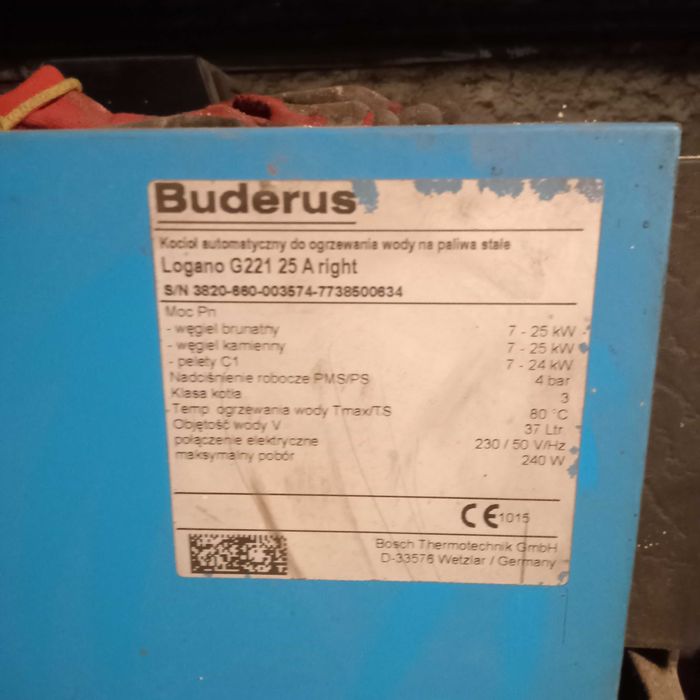 Buderus
Kocioł automatyczny do ogrzewania wody na paliwa stałe
Logano G221 25 A right
S/N 3820-660-003574-7738500634
Moc Pn
- węgiel brunatny 7 - 25 kW
- węgiel kamienny 7 - 25 kW
- pelety C1 7 - 24 kW
Nadciśnienie robocze PMS/PS 4 bar
Klasa kotła 3
Temp. ogrzewania wody Tmax/TS 80 °C
Objętość wody V 37 Ltr.
połączenie elektryczne 230 / 50 V/Hz
maksymalny pobór 240 W
CE 1015
Bosch Thermotechnik GmbH
D-33576 Wetzlar / Germany